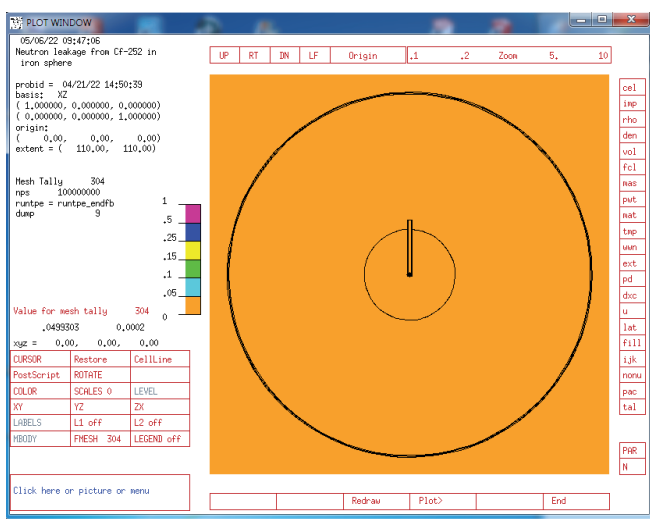 PLOT WINDOW
05/06/22 09:47:06
Neutron leakage from Cf-252 in
iron sphere
probid = 04/21/22 14:50:39
basis: XZ
( 1.000000, 0.000000, 0.000000)
( 0.000000, 0.000000, 1.000000)
origin:
( 0.00, 0.00, 0.00)
extent = ( 110.00, 110.00)
Mesh Tally 304
nps 100000000
runtpe = runtpe_endfb
dump 9
1
.5
.25
.15
.1
.05
0
Value for mesh tally 304
.0499303 0.0002
xyz = 0.00, 0.00, 0.00
CURSOR Restore CellLine
PostScript ROTATE
COLOR SCALES 0 LEVEL
XY YZ ZX
LABELS L1 off L2 off
MBODY FMESH 304 LEGEND off
Click here or picture or menu
UP RT DN LF Origin .1 .2 Zoom 5. 10
cel
imp
rho
den
vol
fcl
mas
pwt
mat
tmp
wwn
ext
pd
dxc
u
lat
fill
ijk
nonu
pac
tal
PAR
N
Redraw Plot> End